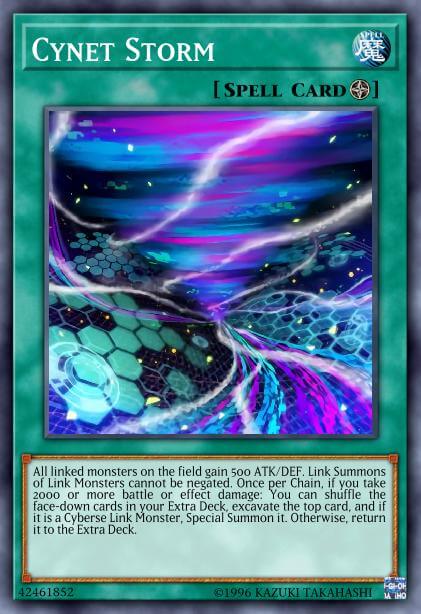 CYNET STORM
SPELL
魔
[SPELL CARD]
All linked monsters on the field gain 500 ATK/DEF. Link Summons
of Link Monsters cannot be negated. Once per Chain, if you take
2000 or more battle or effect damage: You can shuffle the
face-down cards in your Extra Deck, excavate the top card, and if
it is a Cyberse Link Monster, Special Summon it. Otherwise, return
it to the Extra Deck.
42461852 ©1996 KAZUKI TAKAHASHI